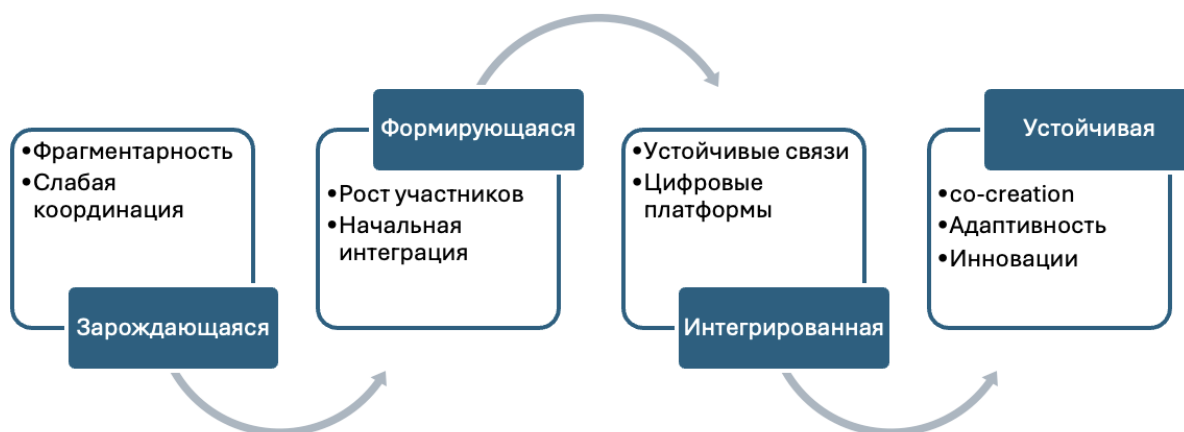 •Фрагментарность
•Слабая
координация
Зарождающаяся
Формирующаяся
•Рост участников
•Начальная
интеграция
•Устойчивые связи
•Цифровые
платформы
Интегрированная
Устойчивая
•co-creation
•Адаптивность
•Инновации